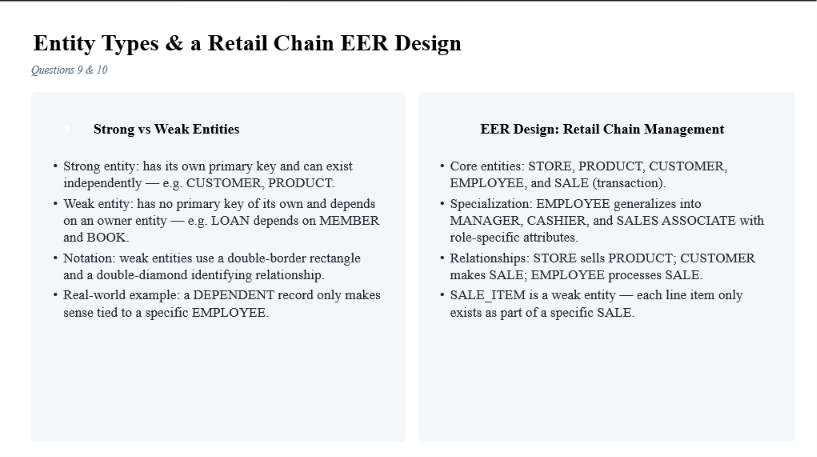 Entity Types & a Retail Chain EER Design
Questions 9 & 10
Strong vs Weak Entities
• Strong entity: has its own primary key and can exist
independently — e.g. CUSTOMER, PRODUCT.
• Weak entity: has no primary key of its own and depends
on an owner entity — e.g. LOAN depends on MEMBER
and BOOK.
• Notation: weak entities use a double-border rectangle
and a double-diamond identifying relationship.
• Real-world example: a DEPENDENT record only makes
sense tied to a specific EMPLOYEE.
EER Design: Retail Chain Management
• Core entities: STORE, PRODUCT, CUSTOMER,
EMPLOYEE, and SALE (transaction).
• Specialization: EMPLOYEE generalizes into
MANAGER, CASHIER, and SALES ASSOCIATE with
role-specific attributes.
• Relationships: STORE sells PRODUCT; CUSTOMER
makes SALE; EMPLOYEE processes SALE.
• SALE_ITEM is a weak entity — each line item only
exists as part of a specific SALE.